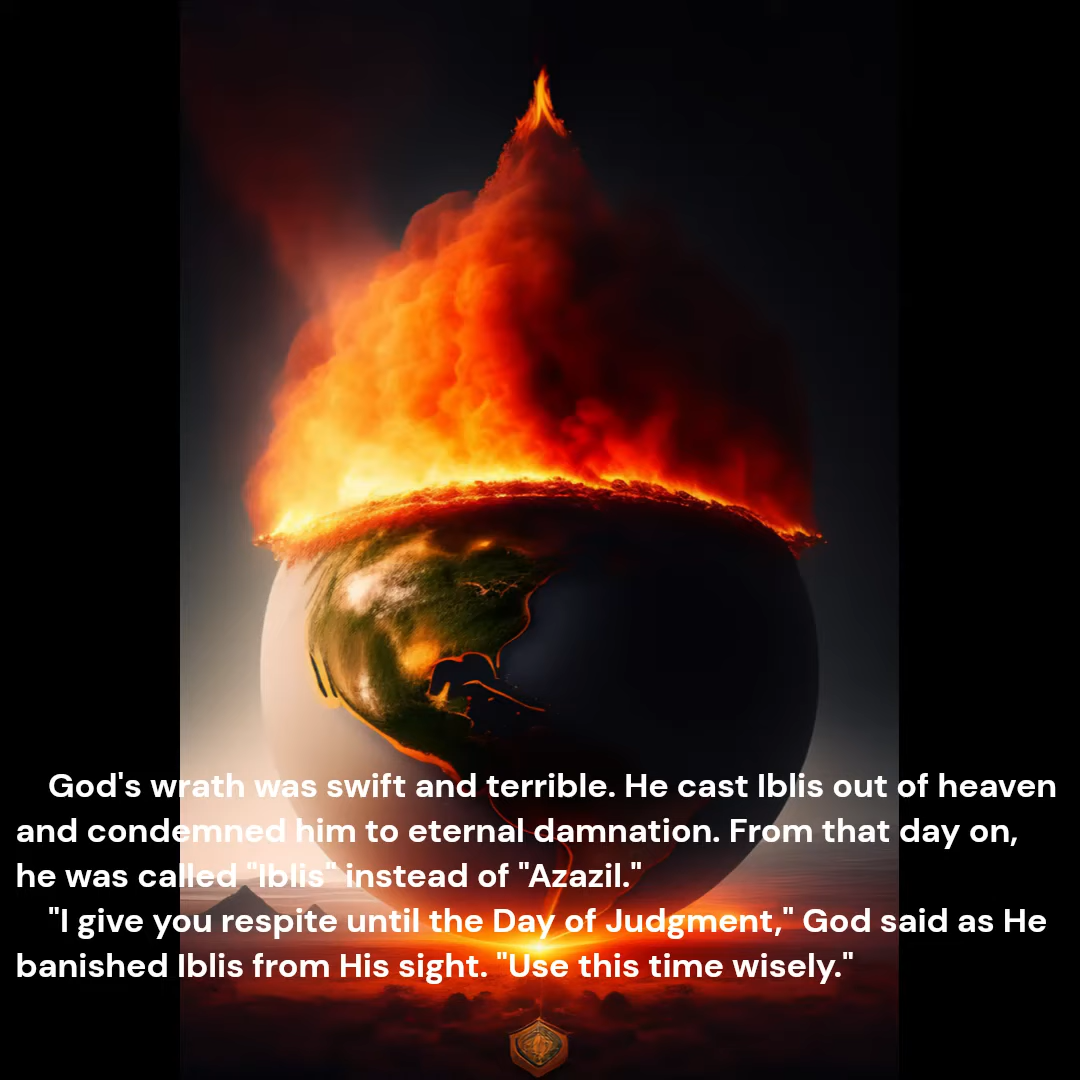 God's wrath was swift and terrible. He cast Iblis out of heaven
and condemned him to eternal damnation. From that day on,
he was called "Iblis" instead of "Azazil."
"I give you respite until the Day of Judgment," God said as He
banished Iblis from His sight. "Use this time wisely."